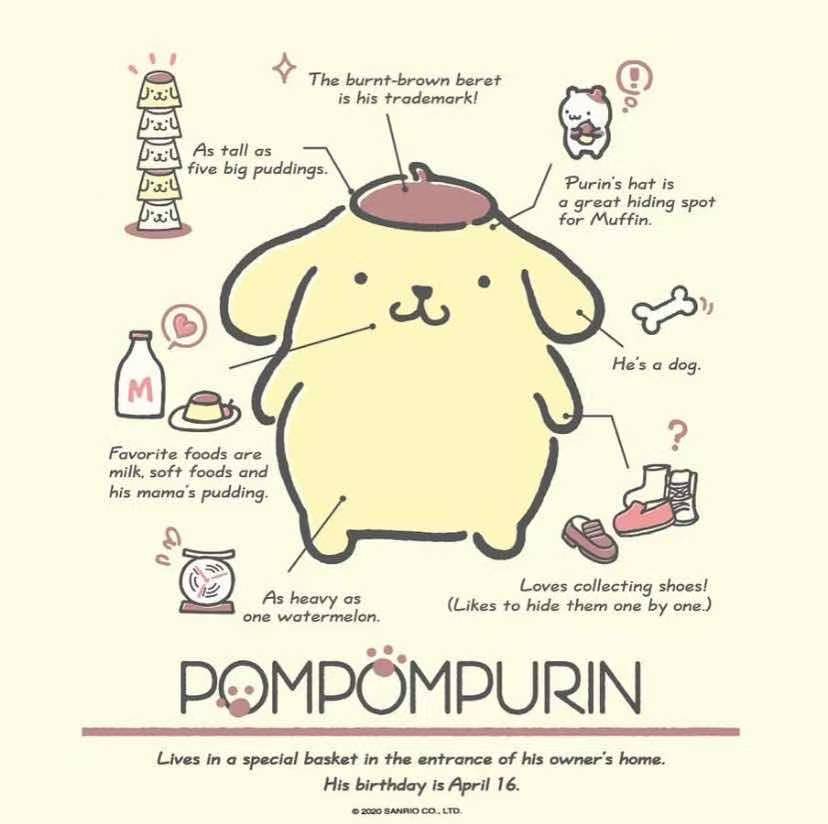 The burnt-brown beret
is his trademark!
As tall as
five big puddings.
!
Purin's hat is
a great hiding spot
for Muffin.
He's a dog.
M
Favorite foods are
milk, soft foods and
his mama's pudding.
?
Loves collecting shoes!
(Likes to hide them one by one.)
As heavy as
one watermelon.
POMPOMPURIN
Lives in a special basket in the entrance of his owner's home.
His birthday is April 16.
© 2020 SANRIO CO., LTD.